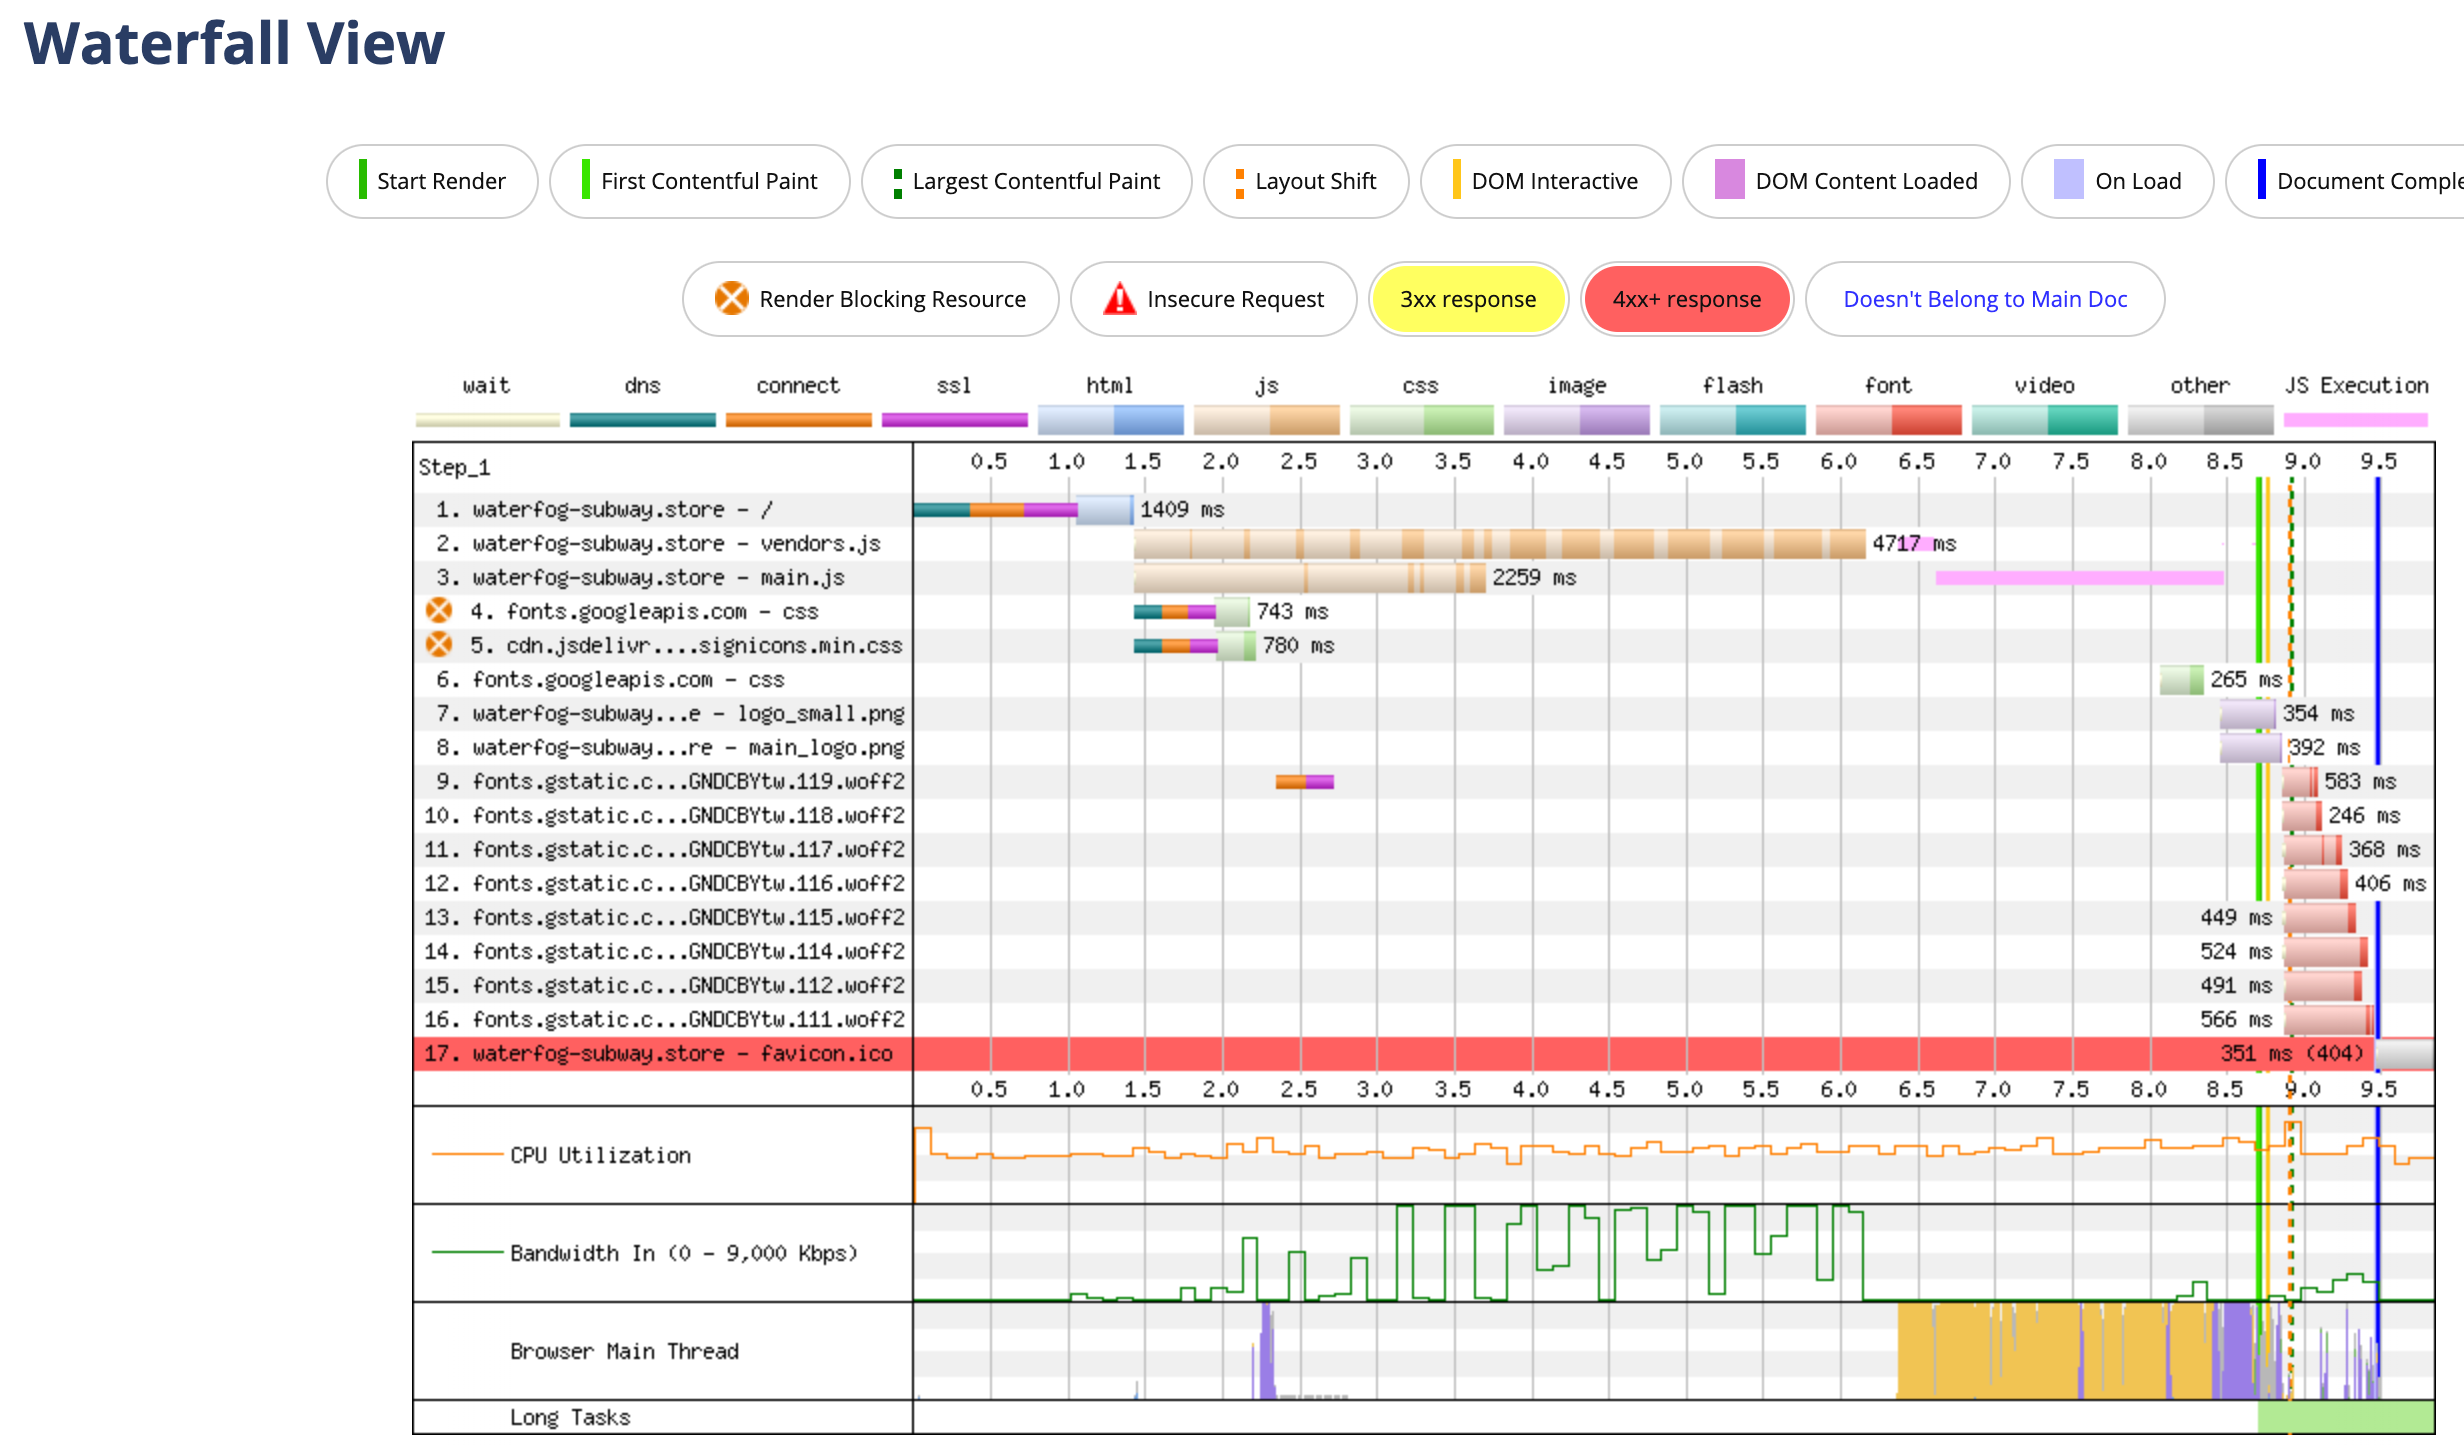 Waterfall View
Start Render First Contentful Paint Largest Contentful Paint Layout Shift DOM Interactive DOM Content Loaded On Load Document Comple
Render Blocking Resource Insecure Request 3xx response 4xx+ response Doesn't Belong to Main Doc
wait dns connect ssl html js css image flash font video other JS Execution
Step_1 0.5 1.0 1.5 2.0 2.5 3.0 3.5 4.0 4.5 5.0 5.5 6.0 6.5 7.0 7.5 8.0 8.5 9.0 9.5
1. waterfog-subway.store - / 1409 ms
2. waterfog-subway.store - vendors.js 4717 ms
3. waterfog-subway.store - main.js 2259 ms
4. fonts.googleapis.com - css 743 ms
5. cdn.jsdelivr....signicons.min.css 780 ms
6. fonts.googleapis.com - css 265 ms
7. waterfog-subway...e - logo_small.png 354 ms
8. waterfog-subway...re - main_logo.png 392 ms
9. fonts.gstatic.c...GNDCBYtw.119.woff2 583 ms
10. fonts.gstatic.c...GNDCBYtw.118.woff2 246 ms
11. fonts.gstatic.c...GNDCBYtw.117.woff2 368 ms
12. fonts.gstatic.c...GNDCBYtw.116.woff2 406 ms
13. fonts.gstatic.c...GNDCBYtw.115.woff2 449 ms
14. fonts.gstatic.c...GNDCBYtw.114.woff2 524 ms
15. fonts.gstatic.c...GNDCBYtw.112.woff2 491 ms
16. fonts.gstatic.c...GNDCBYtw.111.woff2 566 ms
17. waterfog-subway.store - favicon.ico 351 ms (404)
0.5 1.0 1.5 2.0 2.5 3.0 3.5 4.0 4.5 5.0 5.5 6.0 6.5 7.0 7.5 8.0 8.5 9.0 9.5
CPU Utilization
Bandwidth In (0 - 9,000 Kbps)
Browser Main Thread
Long Tasks